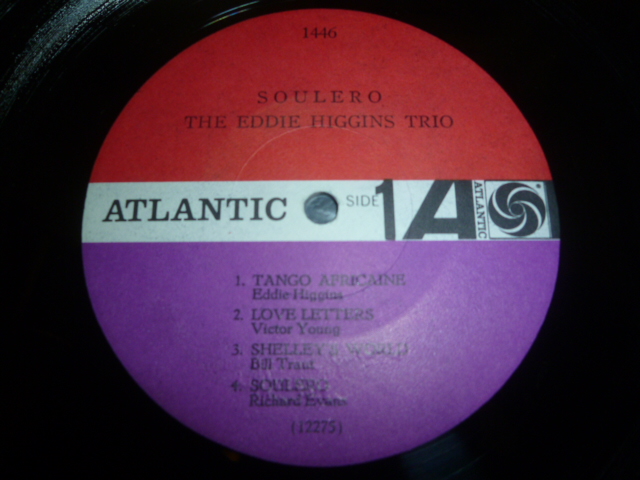 1446
SOULERO
THE EDDIE HIGGINS TRIO
ATLANTIC SIDE 1 A ATLANTIC
1. TANGO AFRICAINE
Eddie Higgins
2. LOVE LETTERS
Victor Young
3. SHELLEY'S WORLD
Bill Traut
4. SOULERO
Richard Evans
(12275)